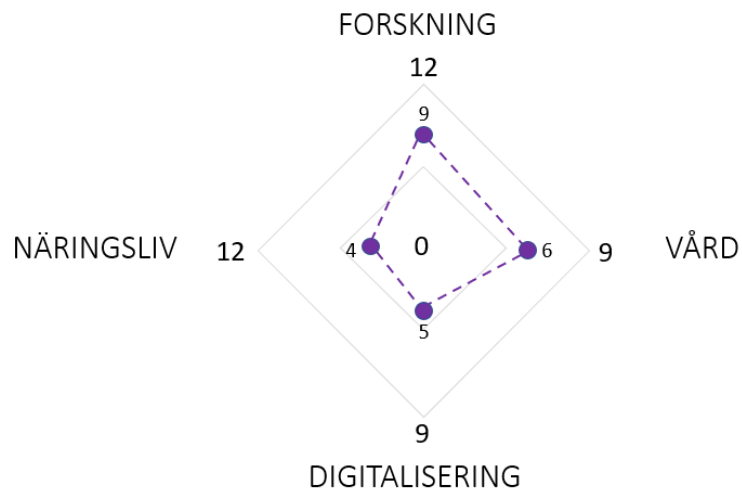 FORSKNING
12
9
NÄRINGSLIV 12 4 0 6 9 VÅRD
5
9
DIGITALISERING